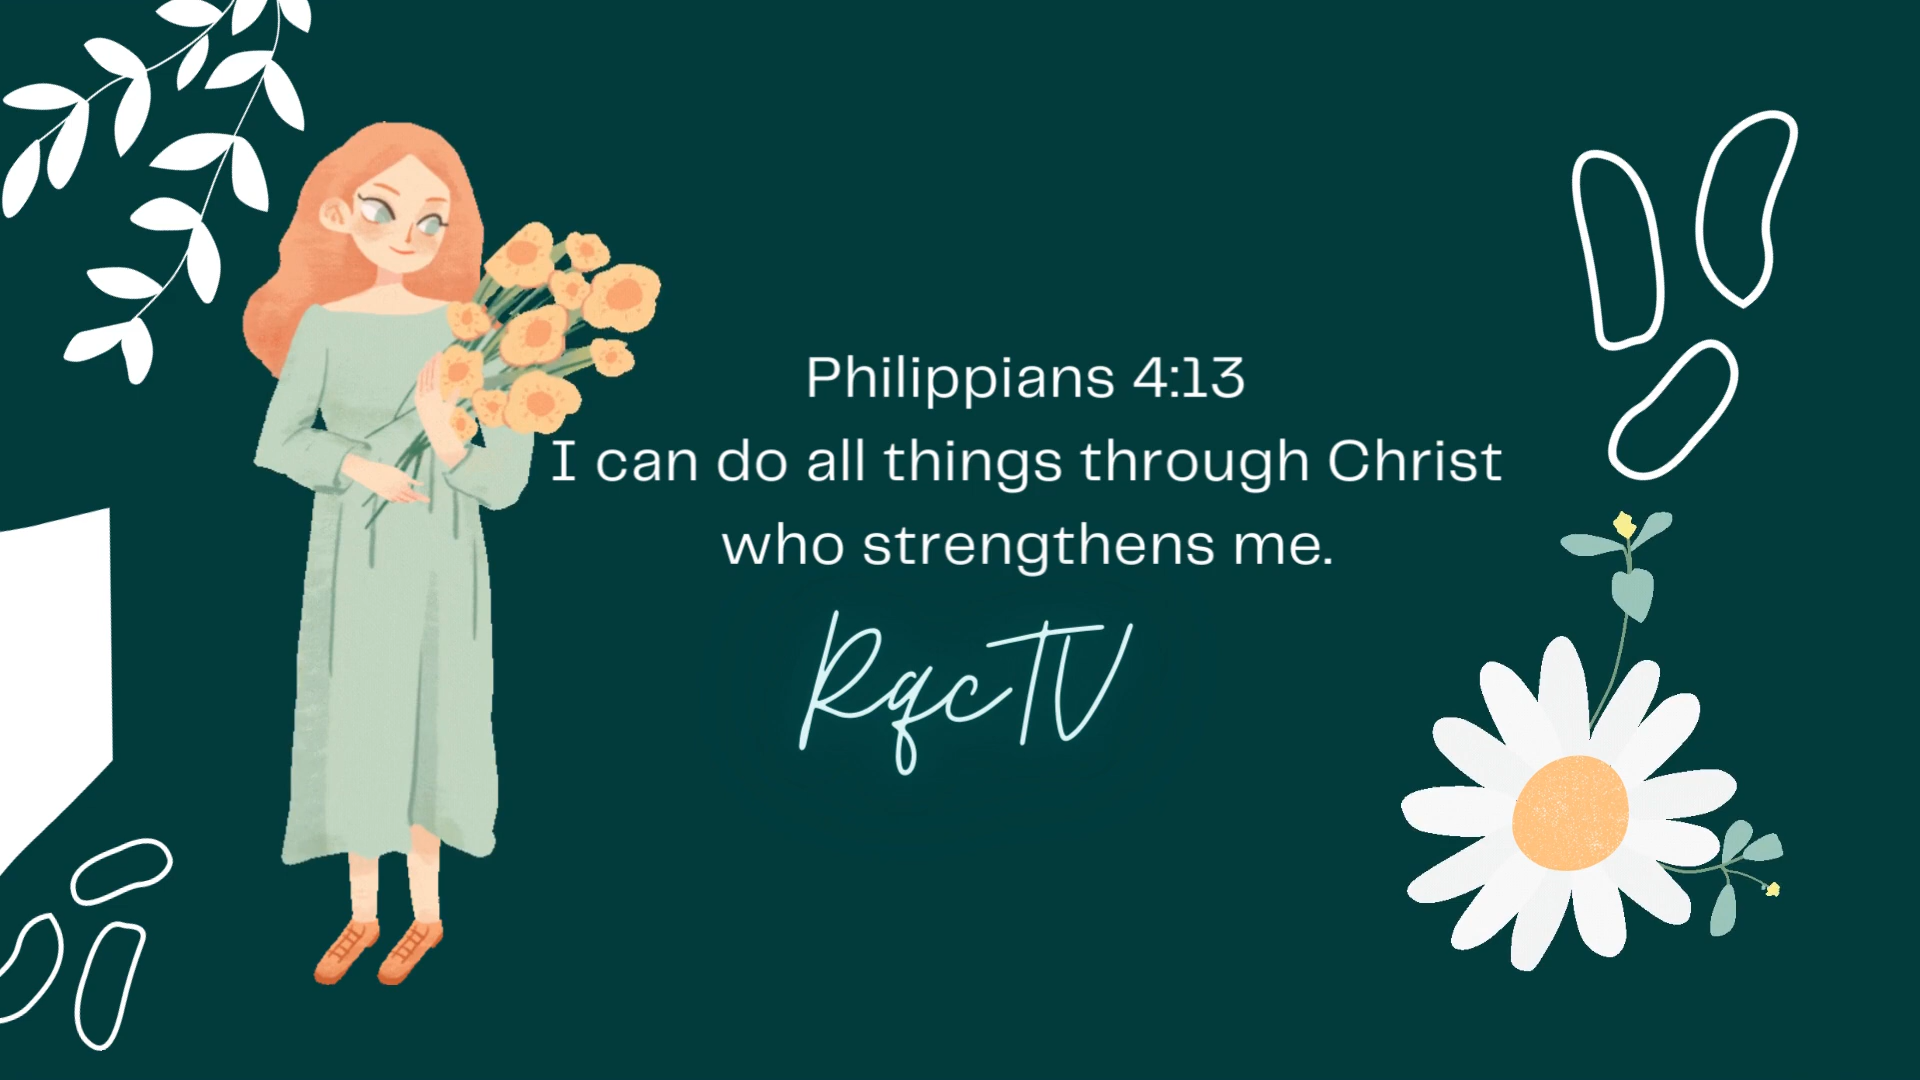 Philippians 4:13
I can do all things through Christ
who strengthens me.
RqcTV